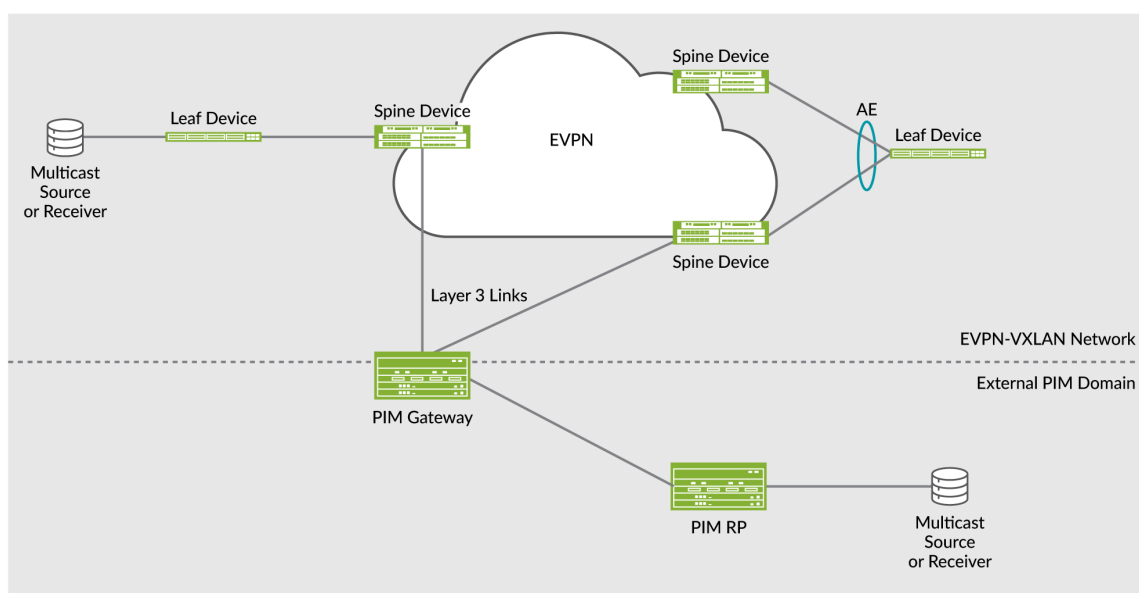 Spine Device
AE
Leaf Device
Spine Device
EVPN
Leaf Device
Multicast
Source
or Receiver
Spine Device
Layer 3 Links
EVPN-VXLAN Network
External PIM Domain
PIM Gateway
PIM RP
Multicast
Source
or Receiver